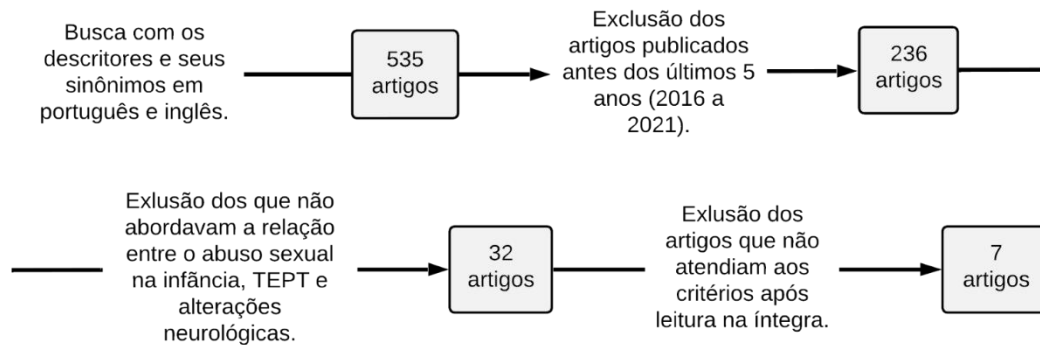 Busca com os
descritores e seus
sinônimos em
português e inglês.
535
artigos
Exclusão dos
artigos publicados
antes dos últimos 5
anos (2016 a
2021).
236
artigos
Exlusão dos que não
abordavam a relação
entre o abuso sexual
na infância, TEPT e
alterações
neurológicas.
32
artigos
Exlusão dos
artigos que não
atendiam aos
critérios após
leitura na íntegra.
7
artigos